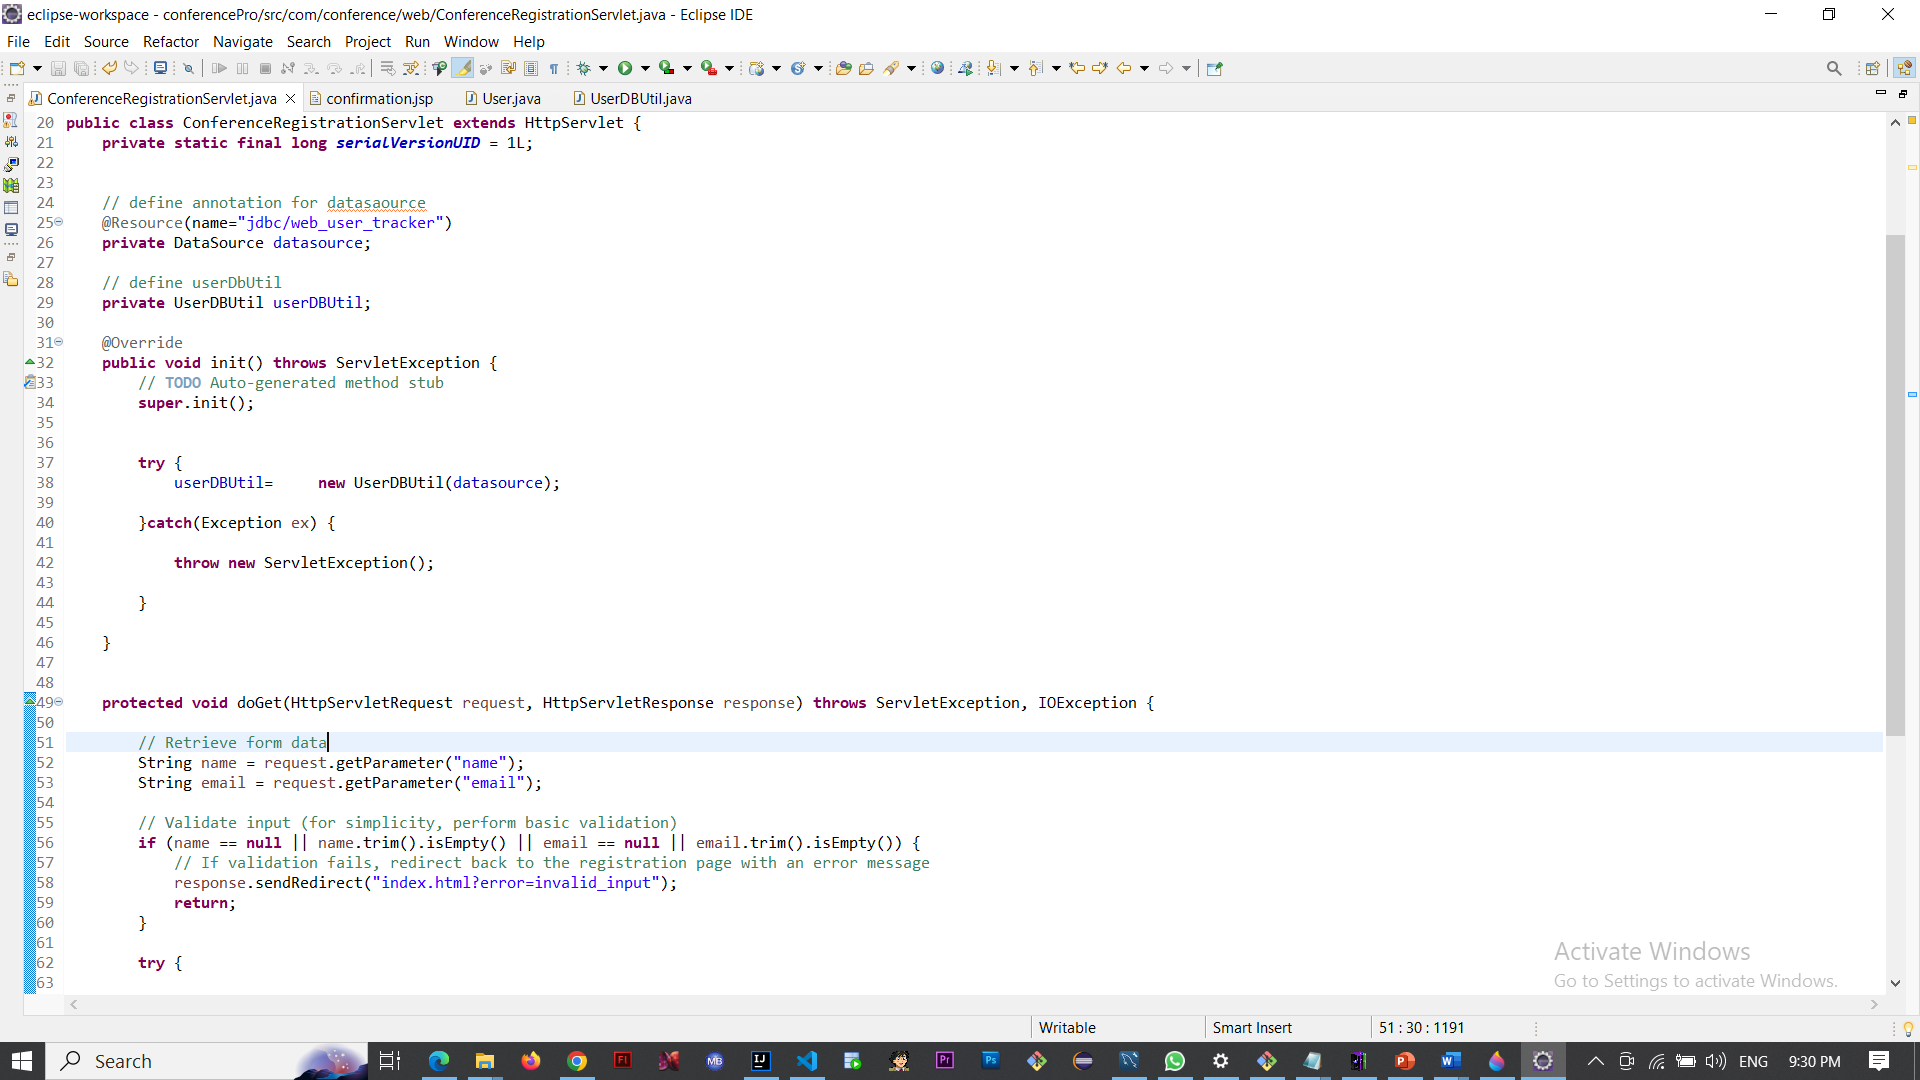 eclipse-workspace - conferencePro/src/com/conference/web/ConferenceRegistrationServlet.java - Eclipse IDE
File Edit Source Refactor Navigate Search Project Run Window Help
ConferenceRegistrationServlet.java confirmation.jsp User.java UserDBUtil.java
20 public class ConferenceRegistrationServlet extends HttpServlet {
21 private static final long serialVersionUID = 1L;
22
23
24 // define annotation for datasaource
25 @Resource(name="jdbc/web_user_tracker")
26 private DataSource datasource;
27
28 // define userDbUtil
29 private UserDBUtil userDBUtil;
30
31 @Override
32 public void init() throws ServletException {
33 // TODO Auto-generated method stub
34 super.init();
35
36
37 try {
38 userDBUtil=     new UserDBUtil(datasource);
39
40 }catch(Exception ex) {
41
42 throw new ServletException();
43
44 }
45
46 }
47
48
49 protected void doGet(HttpServletRequest request, HttpServletResponse response) throws ServletException, IOException {
50
51 // Retrieve form data
52 String name = request.getParameter("name");
53 String email = request.getParameter("email");
54
55 // Validate input (for simplicity, perform basic validation)
56 if (name == null || name.trim().isEmpty() || email == null || email.trim().isEmpty()) {
57 // If validation fails, redirect back to the registration page with an error message
58 response.sendRedirect("index.html?error=invalid_input");
59 return;
60 }
61
62 try {
63
Activate Windows
Go to Settings to activate Windows.
Writable Smart Insert 51 : 30 : 1191
Search Fl MB IJ Pr Ps P W ENG 9:30 PM